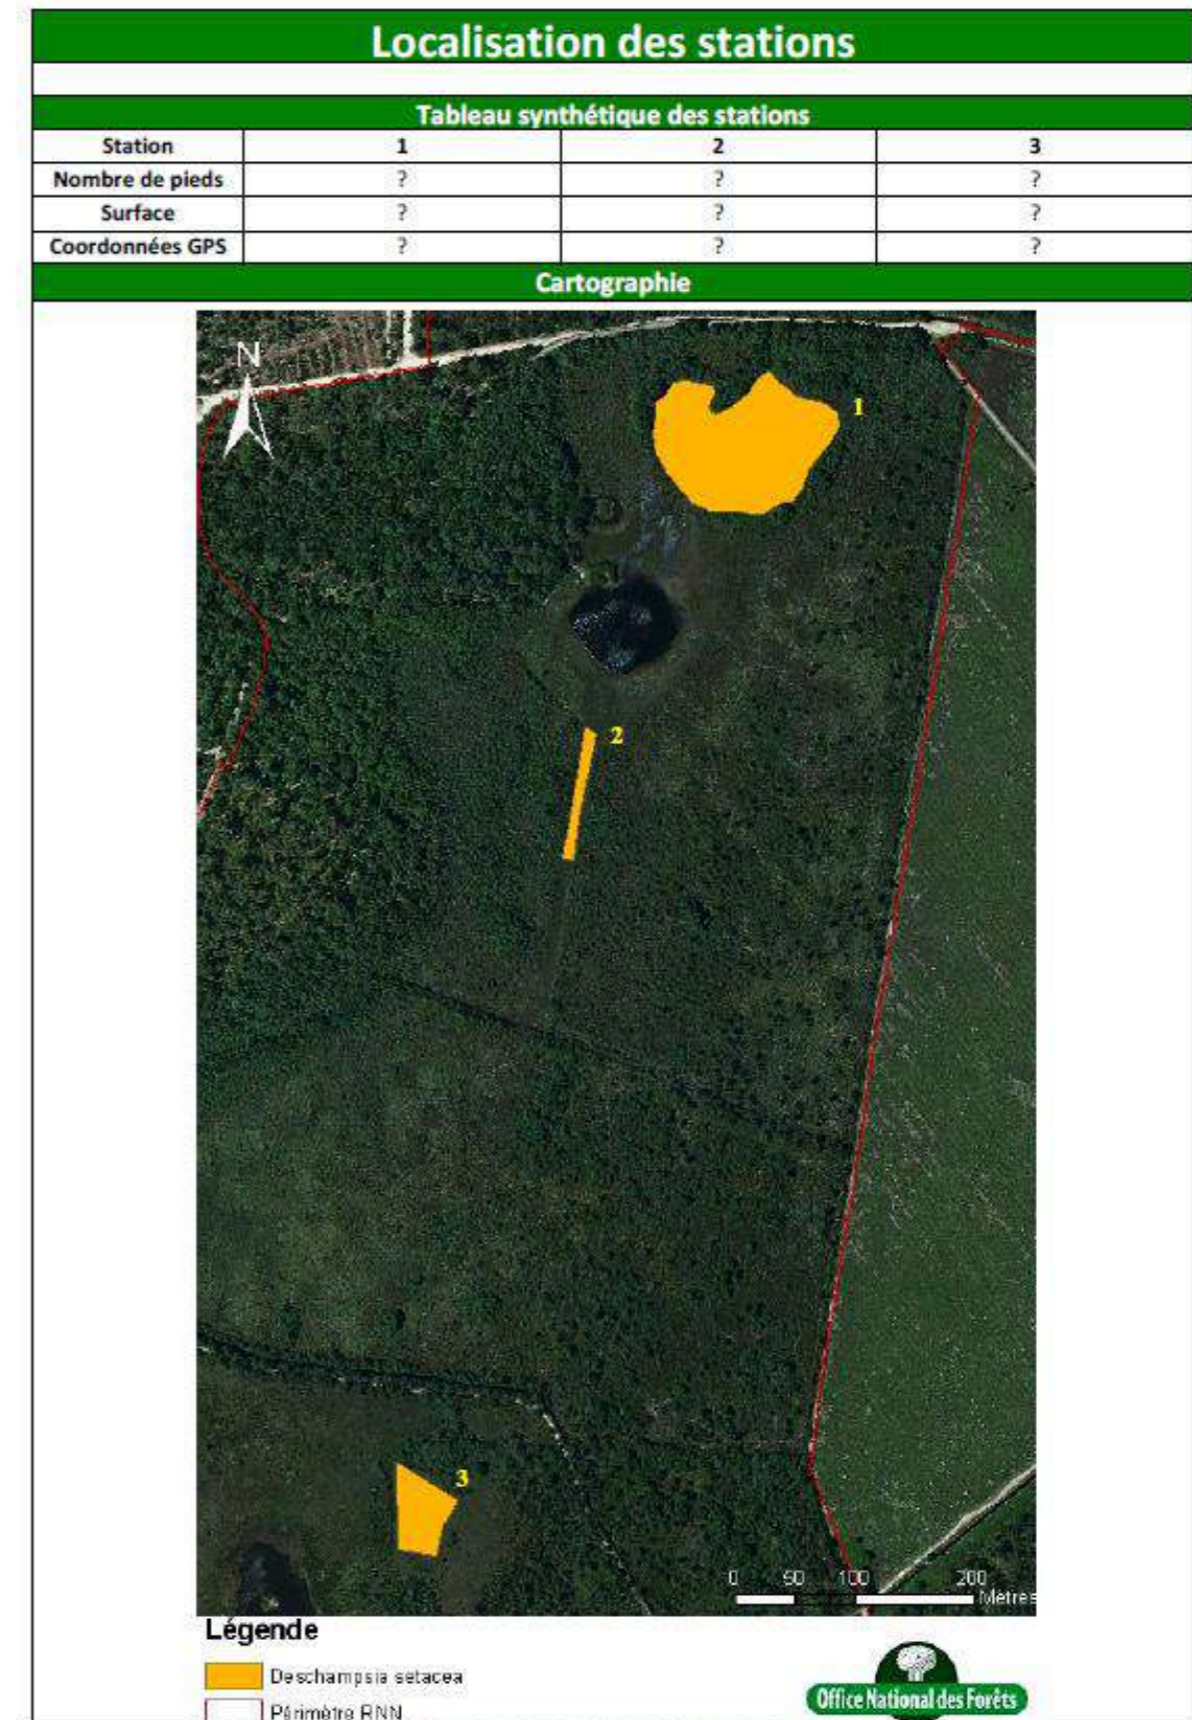 Localisation des stations
Tableau synthétique des stations
Station 1 2 3
Nombre de pieds ? ? ?
Surface ? ? ?
Coordonnées GPS ? ? ?
Cartographie
N
1
2
3
0 50 100 200
Mètres
Légende
Deschampsia setacea
Périmètre RNN
Office National des Forêts